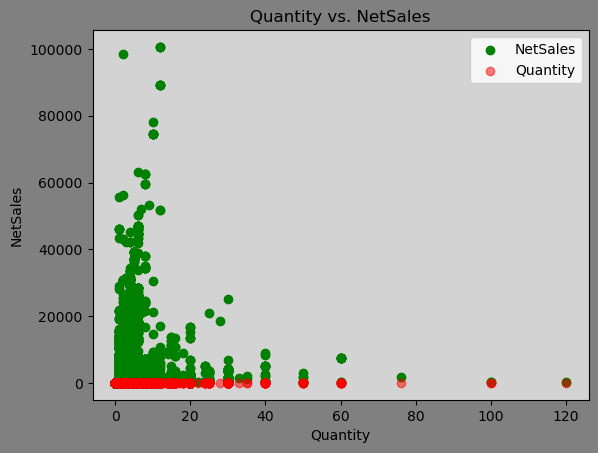 Quantity vs. NetSales
NetSales
Quantity
100000
80000
60000
40000
20000
0
NetSales
0 20 40 60 80 100 120
Quantity